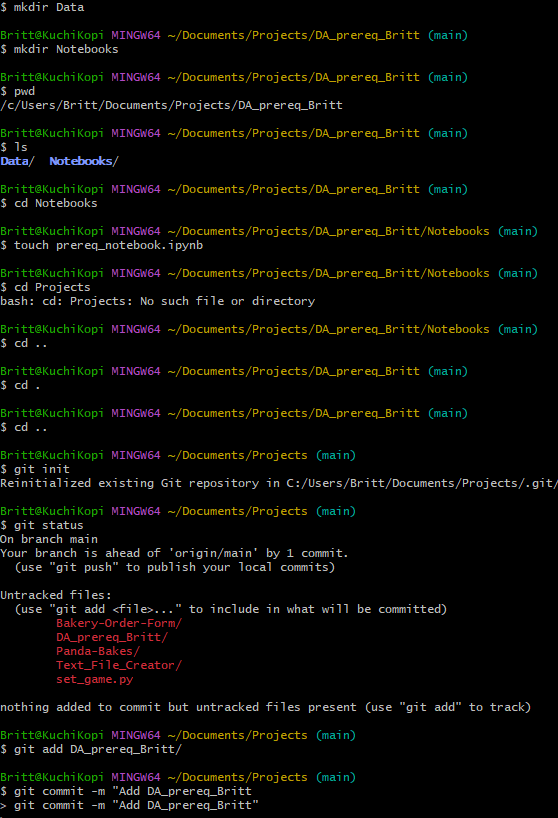 $ mkdir Data
Britt@KuchiKopi MINGW64 ~/Documents/Projects/DA_prereq_Britt (main)
$ mkdir Notebooks
Britt@KuchiKopi MINGW64 ~/Documents/Projects/DA_prereq_Britt (main)
$ pwd
/c/Users/Britt/Documents/Projects/DA_prereq_Britt
Britt@KuchiKopi MINGW64 ~/Documents/Projects/DA_prereq_Britt (main)
$ ls
Data/  Notebooks/
Britt@KuchiKopi MINGW64 ~/Documents/Projects/DA_prereq_Britt (main)
$ cd Notebooks
Britt@KuchiKopi MINGW64 ~/Documents/Projects/DA_prereq_Britt/Notebooks (main)
$ touch prereq_notebook.ipynb
Britt@KuchiKopi MINGW64 ~/Documents/Projects/DA_prereq_Britt/Notebooks (main)
$ cd Projects
bash: cd: Projects: No such file or directory
Britt@KuchiKopi MINGW64 ~/Documents/Projects/DA_prereq_Britt/Notebooks (main)
$ cd ..
Britt@KuchiKopi MINGW64 ~/Documents/Projects/DA_prereq_Britt (main)
$ cd .
Britt@KuchiKopi MINGW64 ~/Documents/Projects/DA_prereq_Britt (main)
$ cd ..
Britt@KuchiKopi MINGW64 ~/Documents/Projects (main)
$ git init
Reinitialized existing Git repository in C:/Users/Britt/Documents/Projects/.git/
Britt@KuchiKopi MINGW64 ~/Documents/Projects (main)
$ git status
On branch main
Your branch is ahead of 'origin/main' by 1 commit.
  (use "git push" to publish your local commits)
Untracked files:
  (use "git add <file>..." to include in what will be committed)
        Bakery-Order-Form/
        DA_prereq_Britt/
        Panda-Bakes/
        Text_File_Creator/
        set_game.py
nothing added to commit but untracked files present (use "git add" to track)
Britt@KuchiKopi MINGW64 ~/Documents/Projects (main)
$ git add DA_prereq_Britt/
Britt@KuchiKopi MINGW64 ~/Documents/Projects (main)
$ git commit -m "Add DA_prereq_Britt
> git commit -m "Add DA_prereq_Britt"